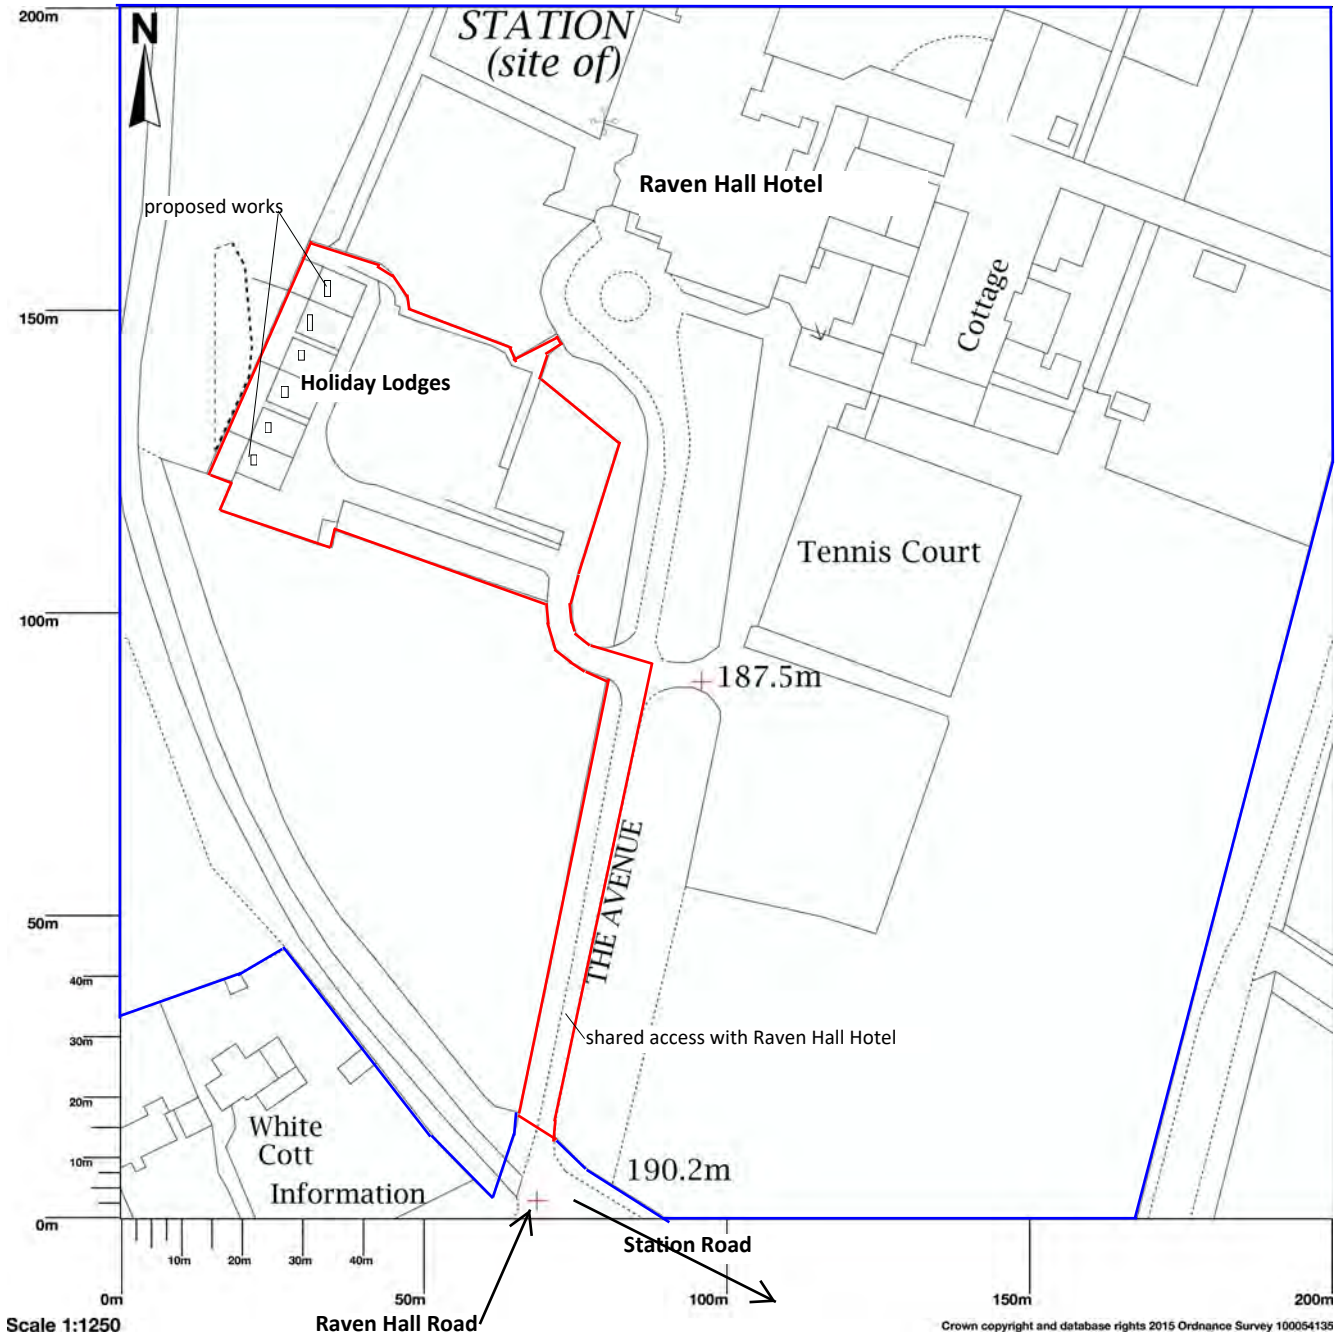 200m
N
STATION
(site of)
Raven Hall Hotel
proposed works
150m
Cottage
Holiday Lodges
Tennis Court
100m
187.5m
THE AVENUE
50m
40m
shared access with Raven Hall Hotel
30m
20m
White
Cott
190.2m
10m
Information
0m
Station Road
10m 20m 30m 40m
0m 50m 100m 150m 200m
Scale 1:1250
Raven Hall Road
Crown copyright and database rights 2015 Ordnance Survey 100054135